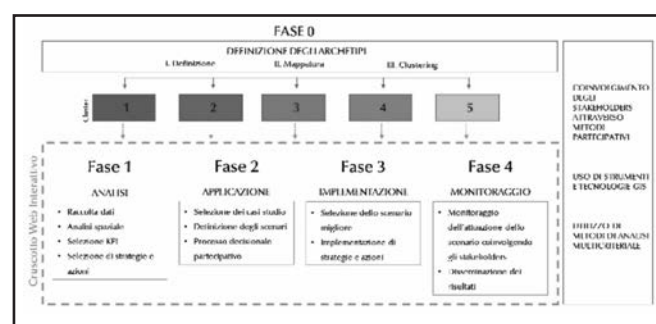 FASE 0
DEFINIZIONE DEGLI ARCHETIPI
I. Definizione II. Mappatura III. Clustering
Cluster
1 2 3 4 5
Cruscotto Web Interattivo
Fase 1
ANALISI
• Raccolta dati
• Analisi spaziale
• Selezione KPI
• Selezione di strategie e
azioni
Fase 2
APPLICAZIONE
• Selezione dei casi studio
• Definizione degli scenari
• Processo decisionale
partecipativo
Fase 3
IMPLEMENTAZIONE
• Selezione dello scenario
migliore
• Implementazione di
strategie e azioni
Fase 4
MONITORAGGIO
• Monitoraggio
dell'attuazione dello
scenario coinvolgendo
gli stakeholders
• Disseminazione dei
risultati
COINVOLGIMENTO
DEGLI
STAKEHOLDERS
ATTRAVERSO
METODI
PARTECIPATIVI
USO DI STRUMENTI
E TECNOLOGIE GIS
UTILIZZO DI
METODI DI ANALISI
MULTICRITERIALE